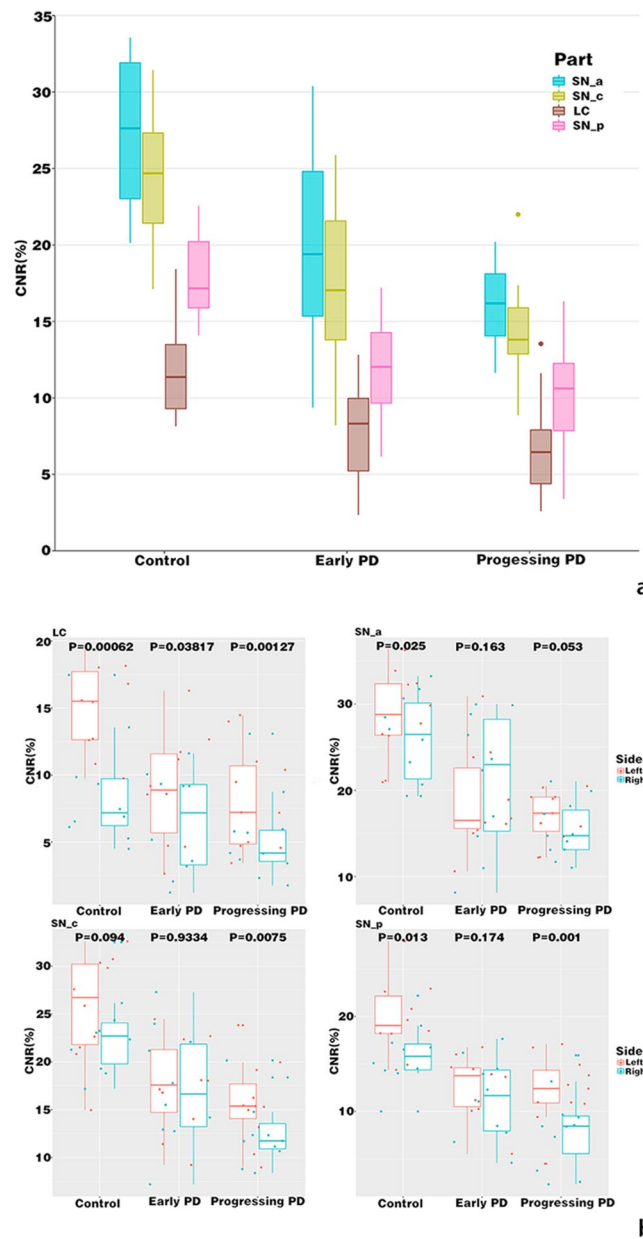 35
30
25
20
15
10
5
0
CNR(%)
Part
SN_a
SN_c
LC
SN_p
Control Early PD Progessing PD
a
LC
P=0.00062 P=0.03817 P=0.00127
20
15
10
5
CNR(%)
Control Early PD Progressing PD
SN_a
P=0.025 P=0.163 P=0.053
30
20
10
CNR(%)
Control Early PD Progressing PD
Side
Left
Righ
SN_c
P=0.094 P=0.9334 P=0.0075
30
25
20
15
10
CNR(%)
Control Early PD Progressing PD
SN_p
P=0.013 P=0.174 P=0.001
20
10
CNR(%)
Control Early PD Progressing PD
Side
Left
Righ
b